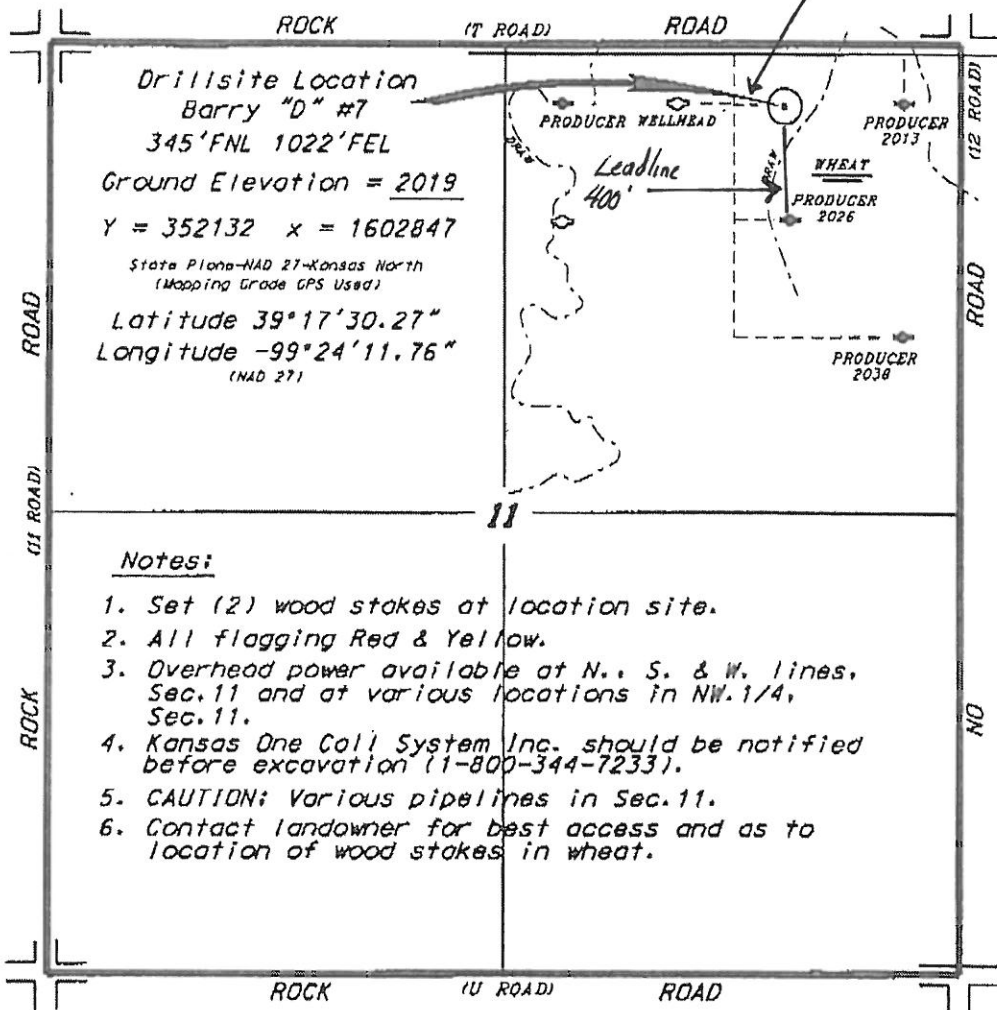 ROCK (T ROAD) ROAD
Drillsite Location
Barry "D" #7
345'FNL 1022'FEL
Ground Elevation = 2019
Y = 352132 x = 1602847
State Plane-NAD 27-Kansas North
(Mapping Grade GPS Used)
Latitude 39°17'30.27"
Longitude -99°24'11.76"
(NAD 27)
PRODUCER WELLHEAD
PRODUCER
2013
DRAW
Leadline
400'
DRAW
WHEAT
PRODUCER
2026
PRODUCER
2038
(12 ROAD)
ROAD
NO
ROAD
(11 ROAD)
ROCK
11
Notes:
1. Set (2) wood stakes at location site.
2. All flagging Red & Yellow.
3. Overhead power available at N., S. & W. lines,
Sec.11 and at various locations in NW.1/4,
Sec.11.
4. Kansas One Call System Inc. should be notified
before excavation (1-800-344-7233).
5. CAUTION: Various pipelines in Sec.11.
6. Contact landowner for best access and as to
location of wood stakes in wheat.
ROCK (U ROAD) ROAD